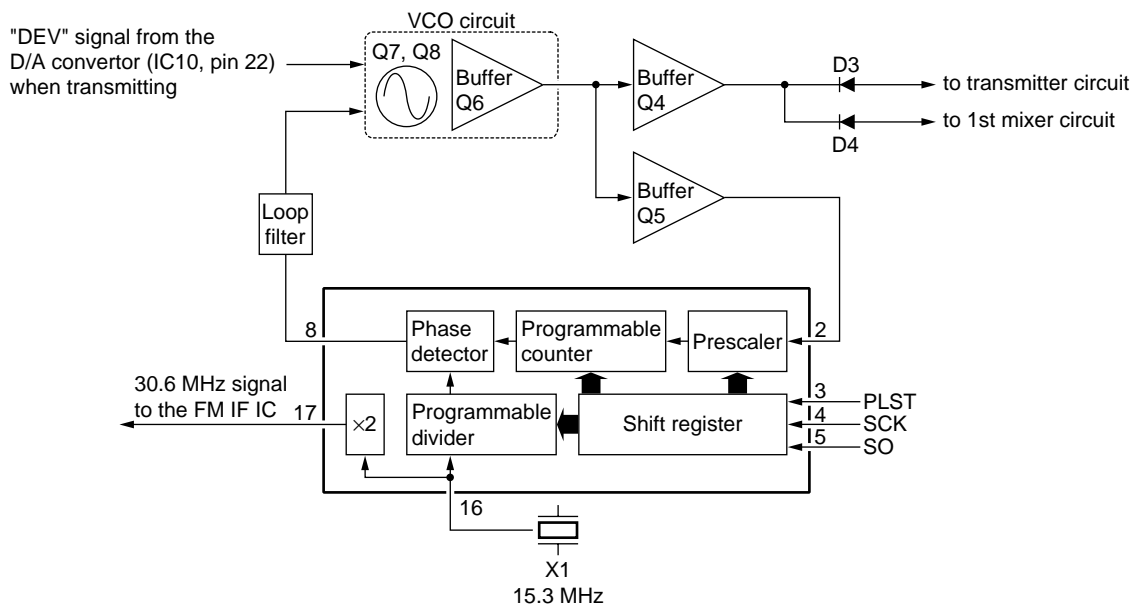 VCO circuit
"DEV" signal from the
D/A convertor (IC10, pin 22)
when transmitting
Q7, Q8
Buffer
Q6
Buffer
Q4
D3
to transmitter circuit
to 1st mixer circuit
D4
Buffer
Q5
Loop
filter
8
Phase
detector
Programmable
counter
Prescaler
2
30.6 MHz signal
to the FM IF IC
17
×2
Programmable
divider
Shift register
3
PLST
4
SCK
5
SO
16
X1
15.3 MHz